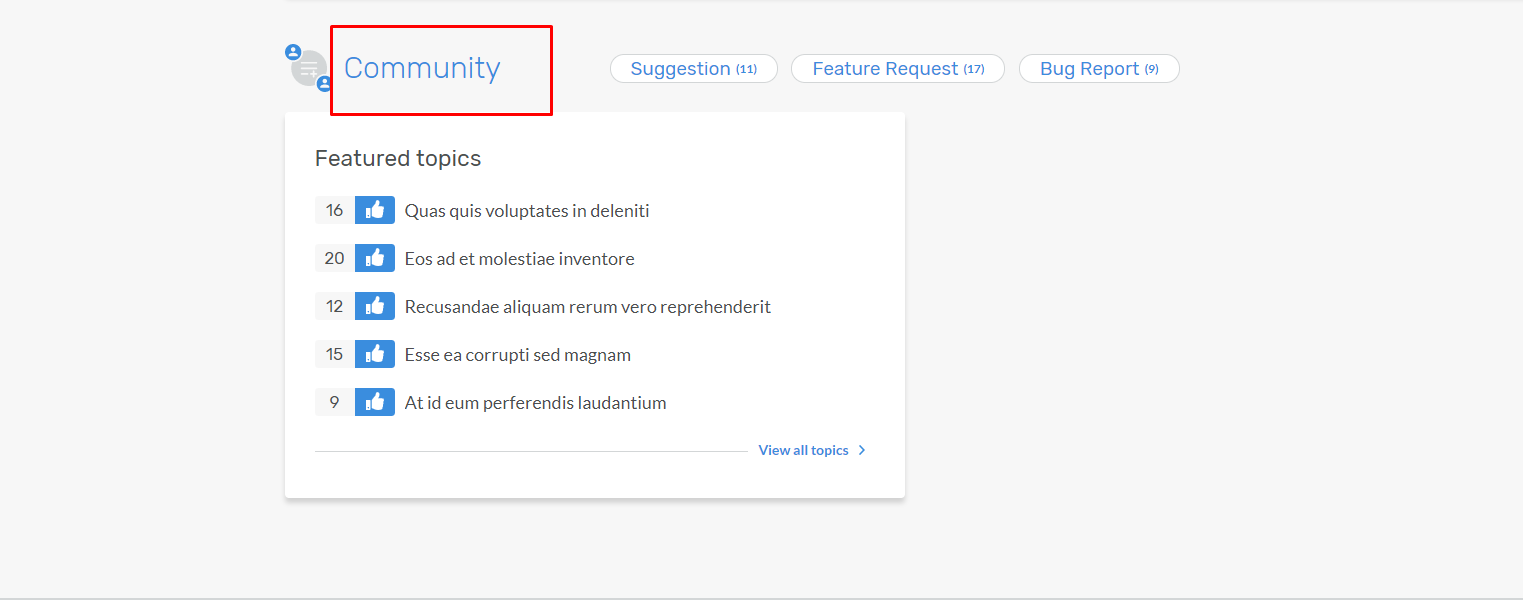 Community
Suggestion (11)
Feature Request (17)
Bug Report (9)
Featured topics
16 Quas quis voluptates in deleniti
20 Eos ad et molestiae inventore
12 Recusandae aliquam rerum vero reprehenderit
15 Esse ea corrupti sed magnam
9 At id eum perferendis laudantium
View all topics